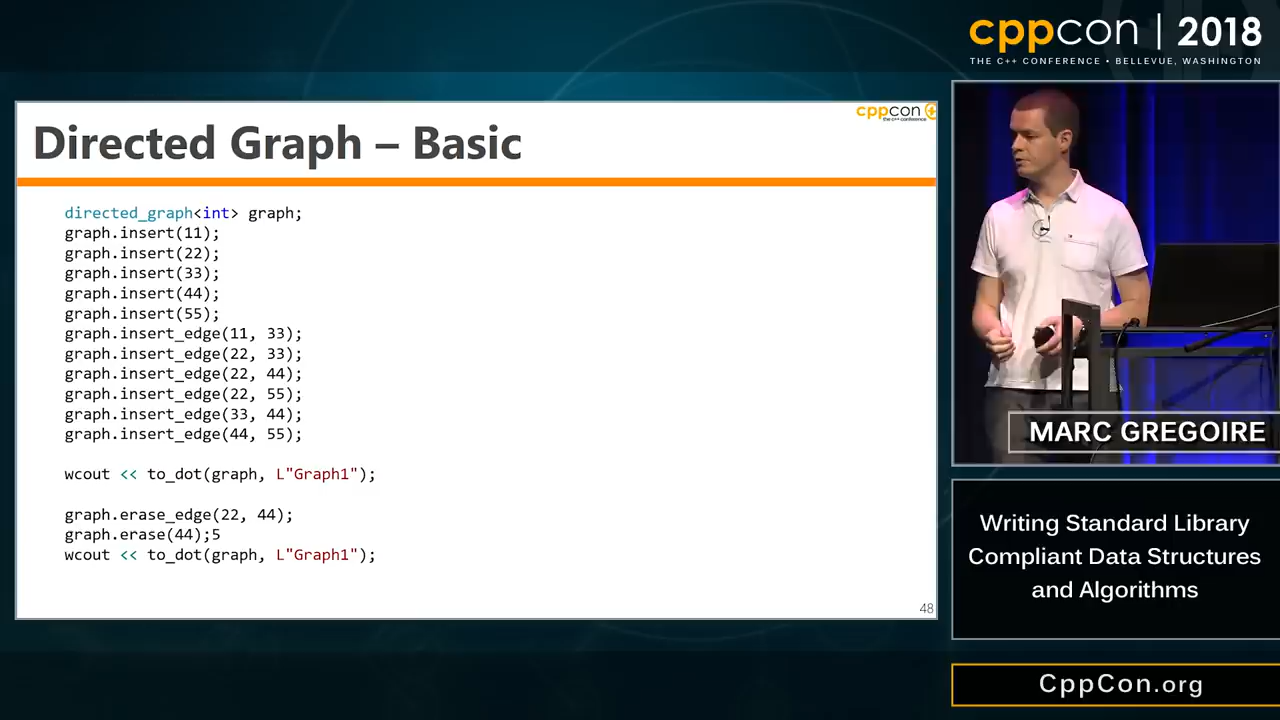 cppcon | 2018
THE C++ CONFERENCE • BELLEVUE, WASHINGTON
cppcon
the c++ conference
Directed Graph – Basic
directed_graph<int> graph;
graph.insert(11);
graph.insert(22);
graph.insert(33);
graph.insert(44);
graph.insert(55);
graph.insert_edge(11, 33);
graph.insert_edge(22, 33);
graph.insert_edge(22, 44);
graph.insert_edge(22, 55);
graph.insert_edge(33, 44);
graph.insert_edge(44, 55);
wcout << to_dot(graph, L"Graph1");
graph.erase_edge(22, 44);
graph.erase(44);5
wcout << to_dot(graph, L"Graph1");
48
MARC GREGOIRE
Writing Standard Library
Compliant Data Structures
and Algorithms
CppCon.org